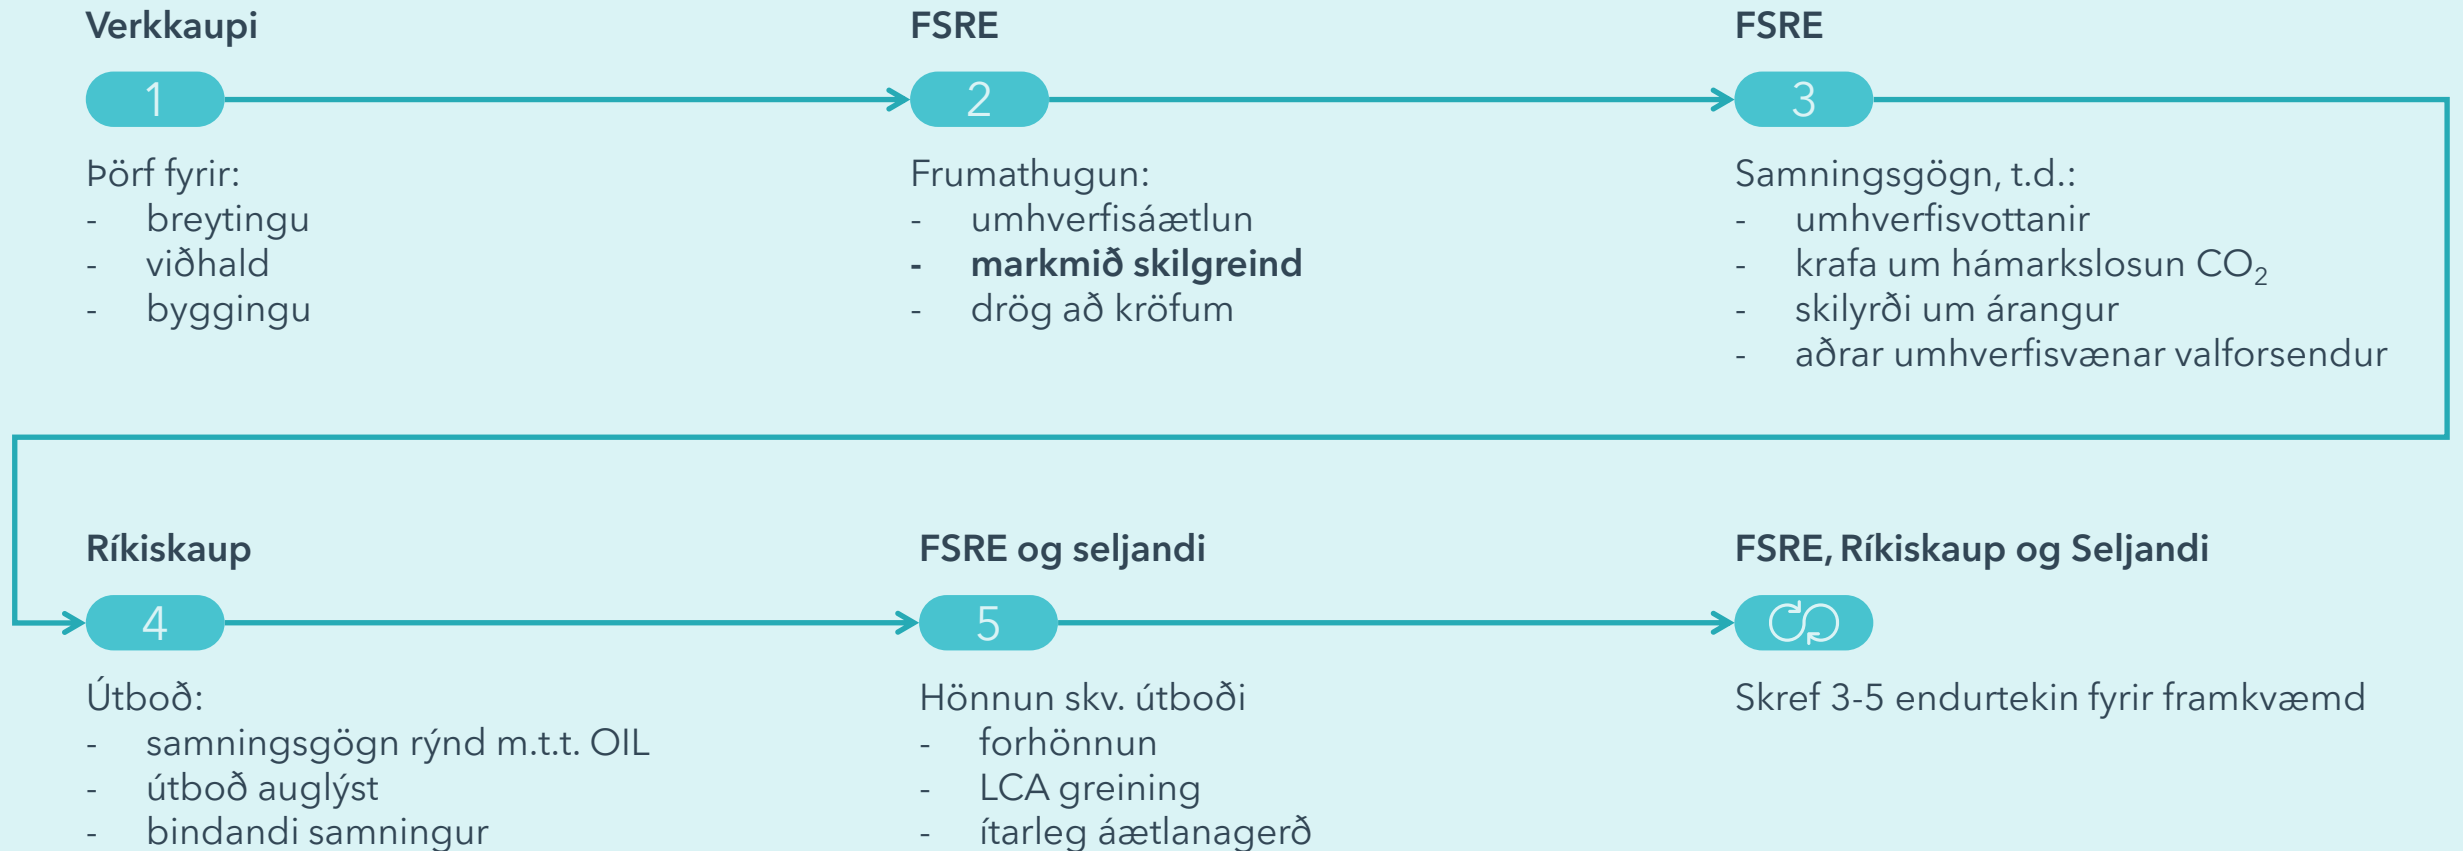 Verkkaupi
1
Þörf fyrir:
- breytingu
- viðhald
- byggingu
FSRE
2
Frumathugun:
- umhverfisáætlun
- markmið skilgreind
- drög að kröfum
FSRE
3
Samningsgögn, t.d.:
- umhverfisvottanir
- krafa um hámarkslosun CO₂
- skilyrði um árangur
- aðrar umhverfisvænar valforsendur
Ríkiskaup
4
Útboð:
- samningsgögn rýnd m.t.t. OIL
- útboð auglýst
- bindandi samningur
FSRE og seljandi
5
Hönnun skv. útboði
- forhönnun
- LCA greining
- ítarleg áætlanagerð
FSRE, Ríkiskaup og Seljandi
Skref 3-5 endurtekin fyrir framkvæmd